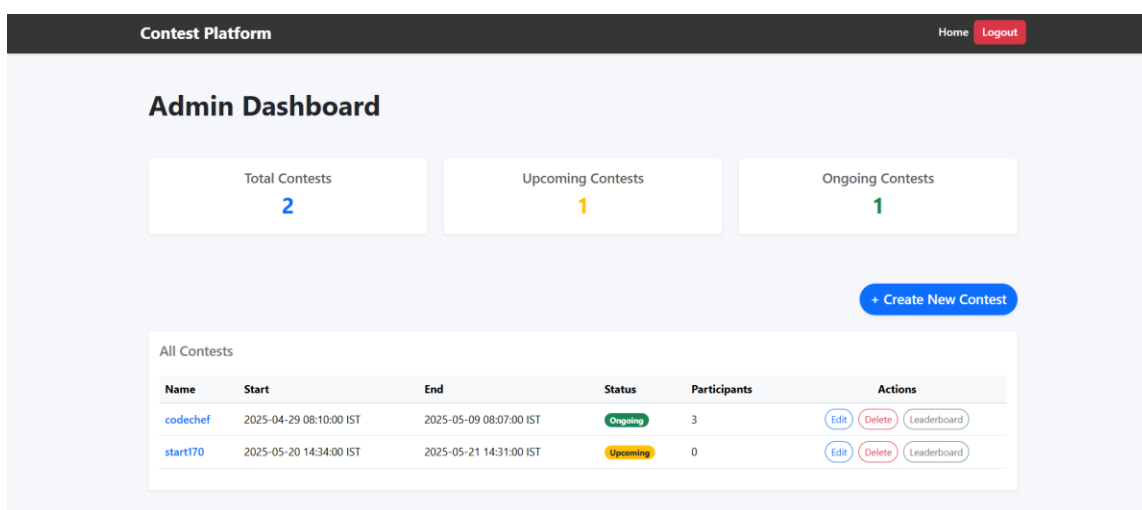 Contest Platform Home Logout
Admin Dashboard
Total Contests Upcoming Contests Ongoing Contests
2 1 1
+ Create New Contest
All Contests
Name Start End Status Participants Actions
codechef 2025-04-29 08:10:00 IST 2025-05-09 08:07:00 IST Ongoing 3 Edit Delete Leaderboard
start170 2025-05-20 14:34:00 IST 2025-05-21 14:31:00 IST Upcoming 0 Edit Delete Leaderboard